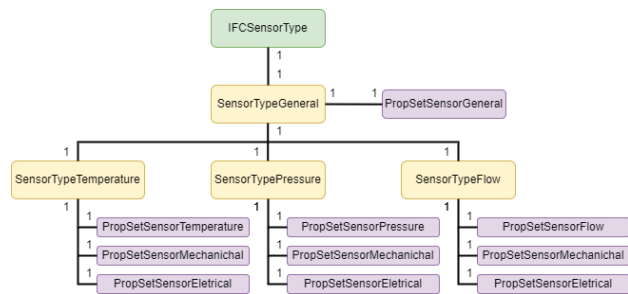 IFCSensorType
1
1
SensorTypeGeneral
1
1
PropSetSensorGeneral
1
1
1
1
SensorTypeTemperature
SensorTypePressure
SensorTypeFlow
1
1
1
1
PropSetSensorTemperature
1
PropSetSensorPressure
1
PropSetSensorFlow
1
PropSetSensorMechanichal
1
PropSetSensorMechanichal
1
PropSetSensorMechanichal
1
PropSetSensorEletrical
1
PropSetSensorEletrical
1
PropSetSensorEletrical